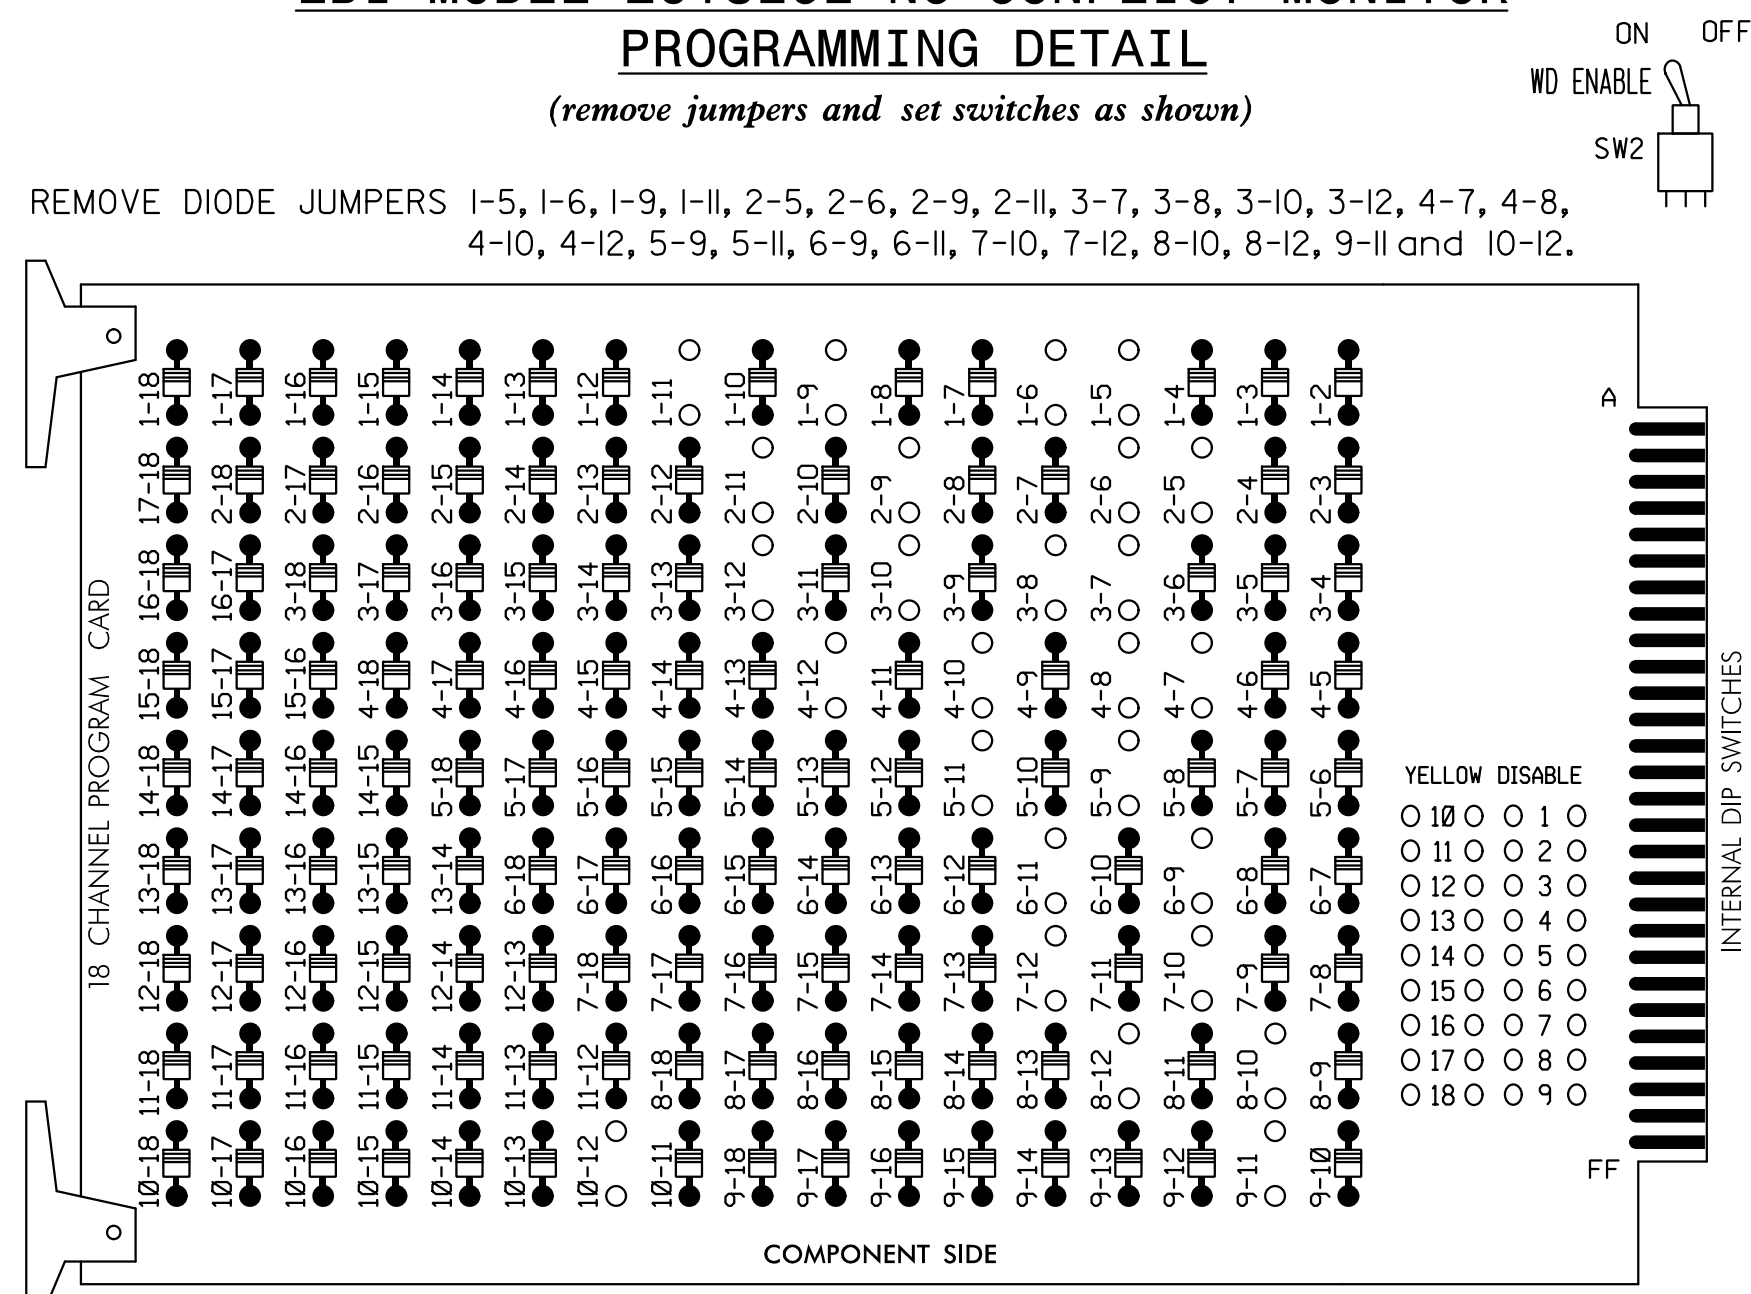 PROGRAMMING DETAIL
(remove jumpers and set switches as shown)
ON OFF
WD ENABLE
SW2
REMOVE DIODE JUMPERS 1-5, 1-6, 1-9, 1-11, 2-5, 2-6, 2-9, 2-11, 3-7, 3-8, 3-10, 3-12, 4-7, 4-8,
4-10, 4-12, 5-9, 5-11, 6-9, 6-11, 7-10, 7-12, 8-10, 8-12, 9-11 and 10-12.
18 CHANNEL PROGRAM CARD
1-18 1-17 1-16 1-15 1-14 1-13 1-12 1-11 1-10 1-9 1-8 1-7 1-6 1-5 1-4 1-3 1-2
17-18 2-18 2-17 2-16 2-15 2-14 2-13 2-12 2-11 2-10 2-9 2-8 2-7 2-6 2-5 2-4 2-3
16-18 16-17 3-18 3-17 3-16 3-15 3-14 3-13 3-12 3-11 3-10 3-9 3-8 3-7 3-6 3-5 3-4
15-18 15-17 15-16 4-18 4-17 4-16 4-15 4-14 4-13 4-12 4-11 4-10 4-9 4-8 4-7 4-6 4-5
14-18 14-17 14-16 14-15 5-18 5-17 5-16 5-15 5-14 5-13 5-12 5-11 5-10 5-9 5-8 5-7 5-6
13-18 13-17 13-16 13-15 13-14 6-18 6-17 6-16 6-15 6-14 6-13 6-12 6-11 6-10 6-9 6-8 6-7
12-18 12-17 12-16 12-15 12-14 12-13 7-18 7-17 7-16 7-15 7-14 7-13 7-12 7-11 7-10 7-9 7-8
11-18 11-17 11-16 11-15 11-14 11-13 11-12 8-18 8-17 8-16 8-15 8-14 8-13 8-12 8-11 8-10 8-9
10-18 10-17 10-16 10-15 10-14 10-13 10-12 10-11 9-18 9-17 9-16 9-15 9-14 9-13 9-12 9-11 9-10
A
YELLOW DISABLE
10 1
11 2
12 3
13 4
14 5
15 6
16 7
17 8
18 9
FF
INTERNAL DIP SWITCHES
COMPONENT SIDE